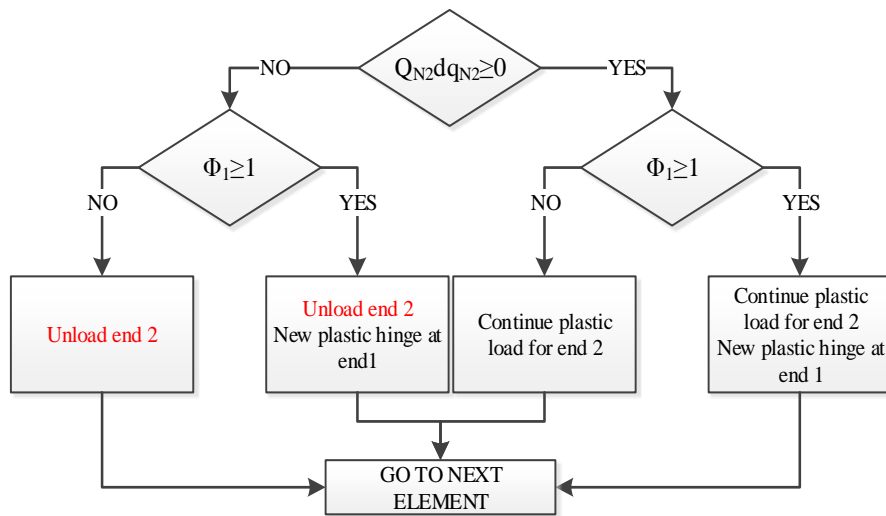 Q_N2dq_N2≥0
NO
YES
Φ₁≥1
Φ₁≥1
NO
YES
NO
YES
Unload end 2
Unload end 2
New plastic hinge at
end1
Continue plastic
load for end 2
Continue plastic
load for end 2
New plastic hinge at
end 1
GO TO NEXT
ELEMENT